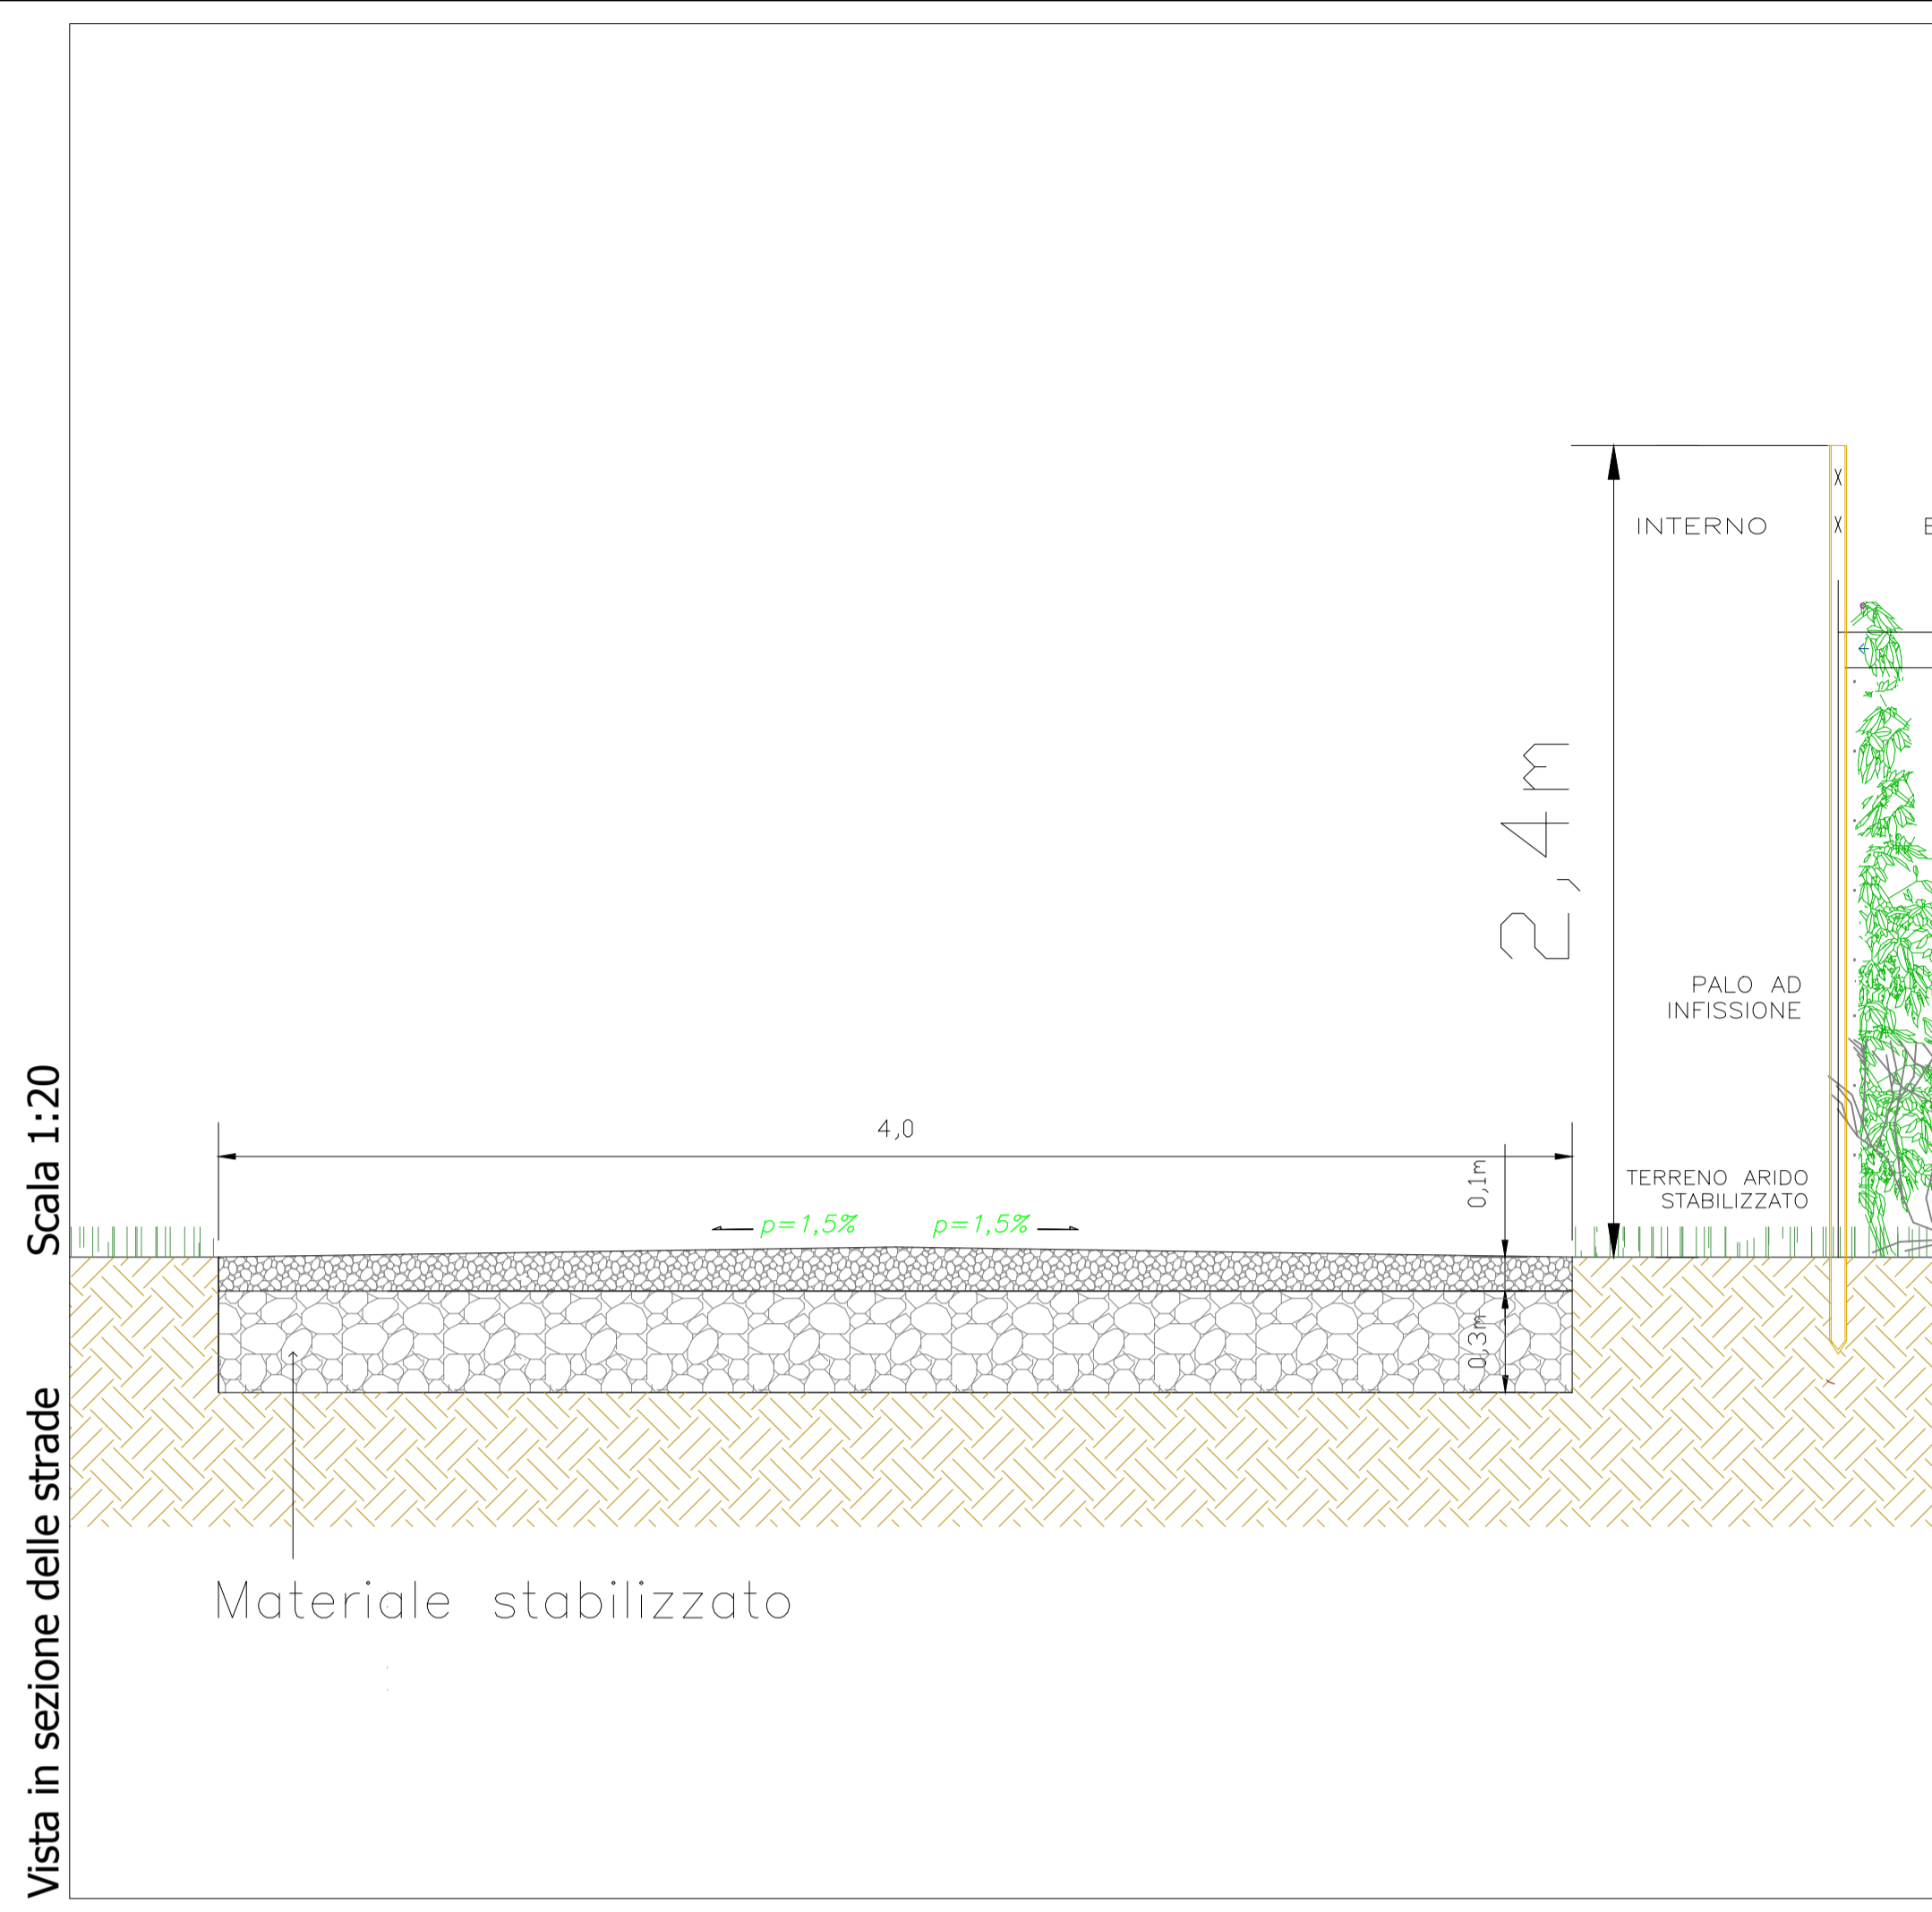 Vista in sezione delle strade Scala 1:20
INTERNO
2,4m
PALO AD
INFISSIONE
4,0
0,1m
TERRENO ARIDO
STABILIZZATO
p=1,5% p=1,5%
0,3m
Materiale stabilizzato